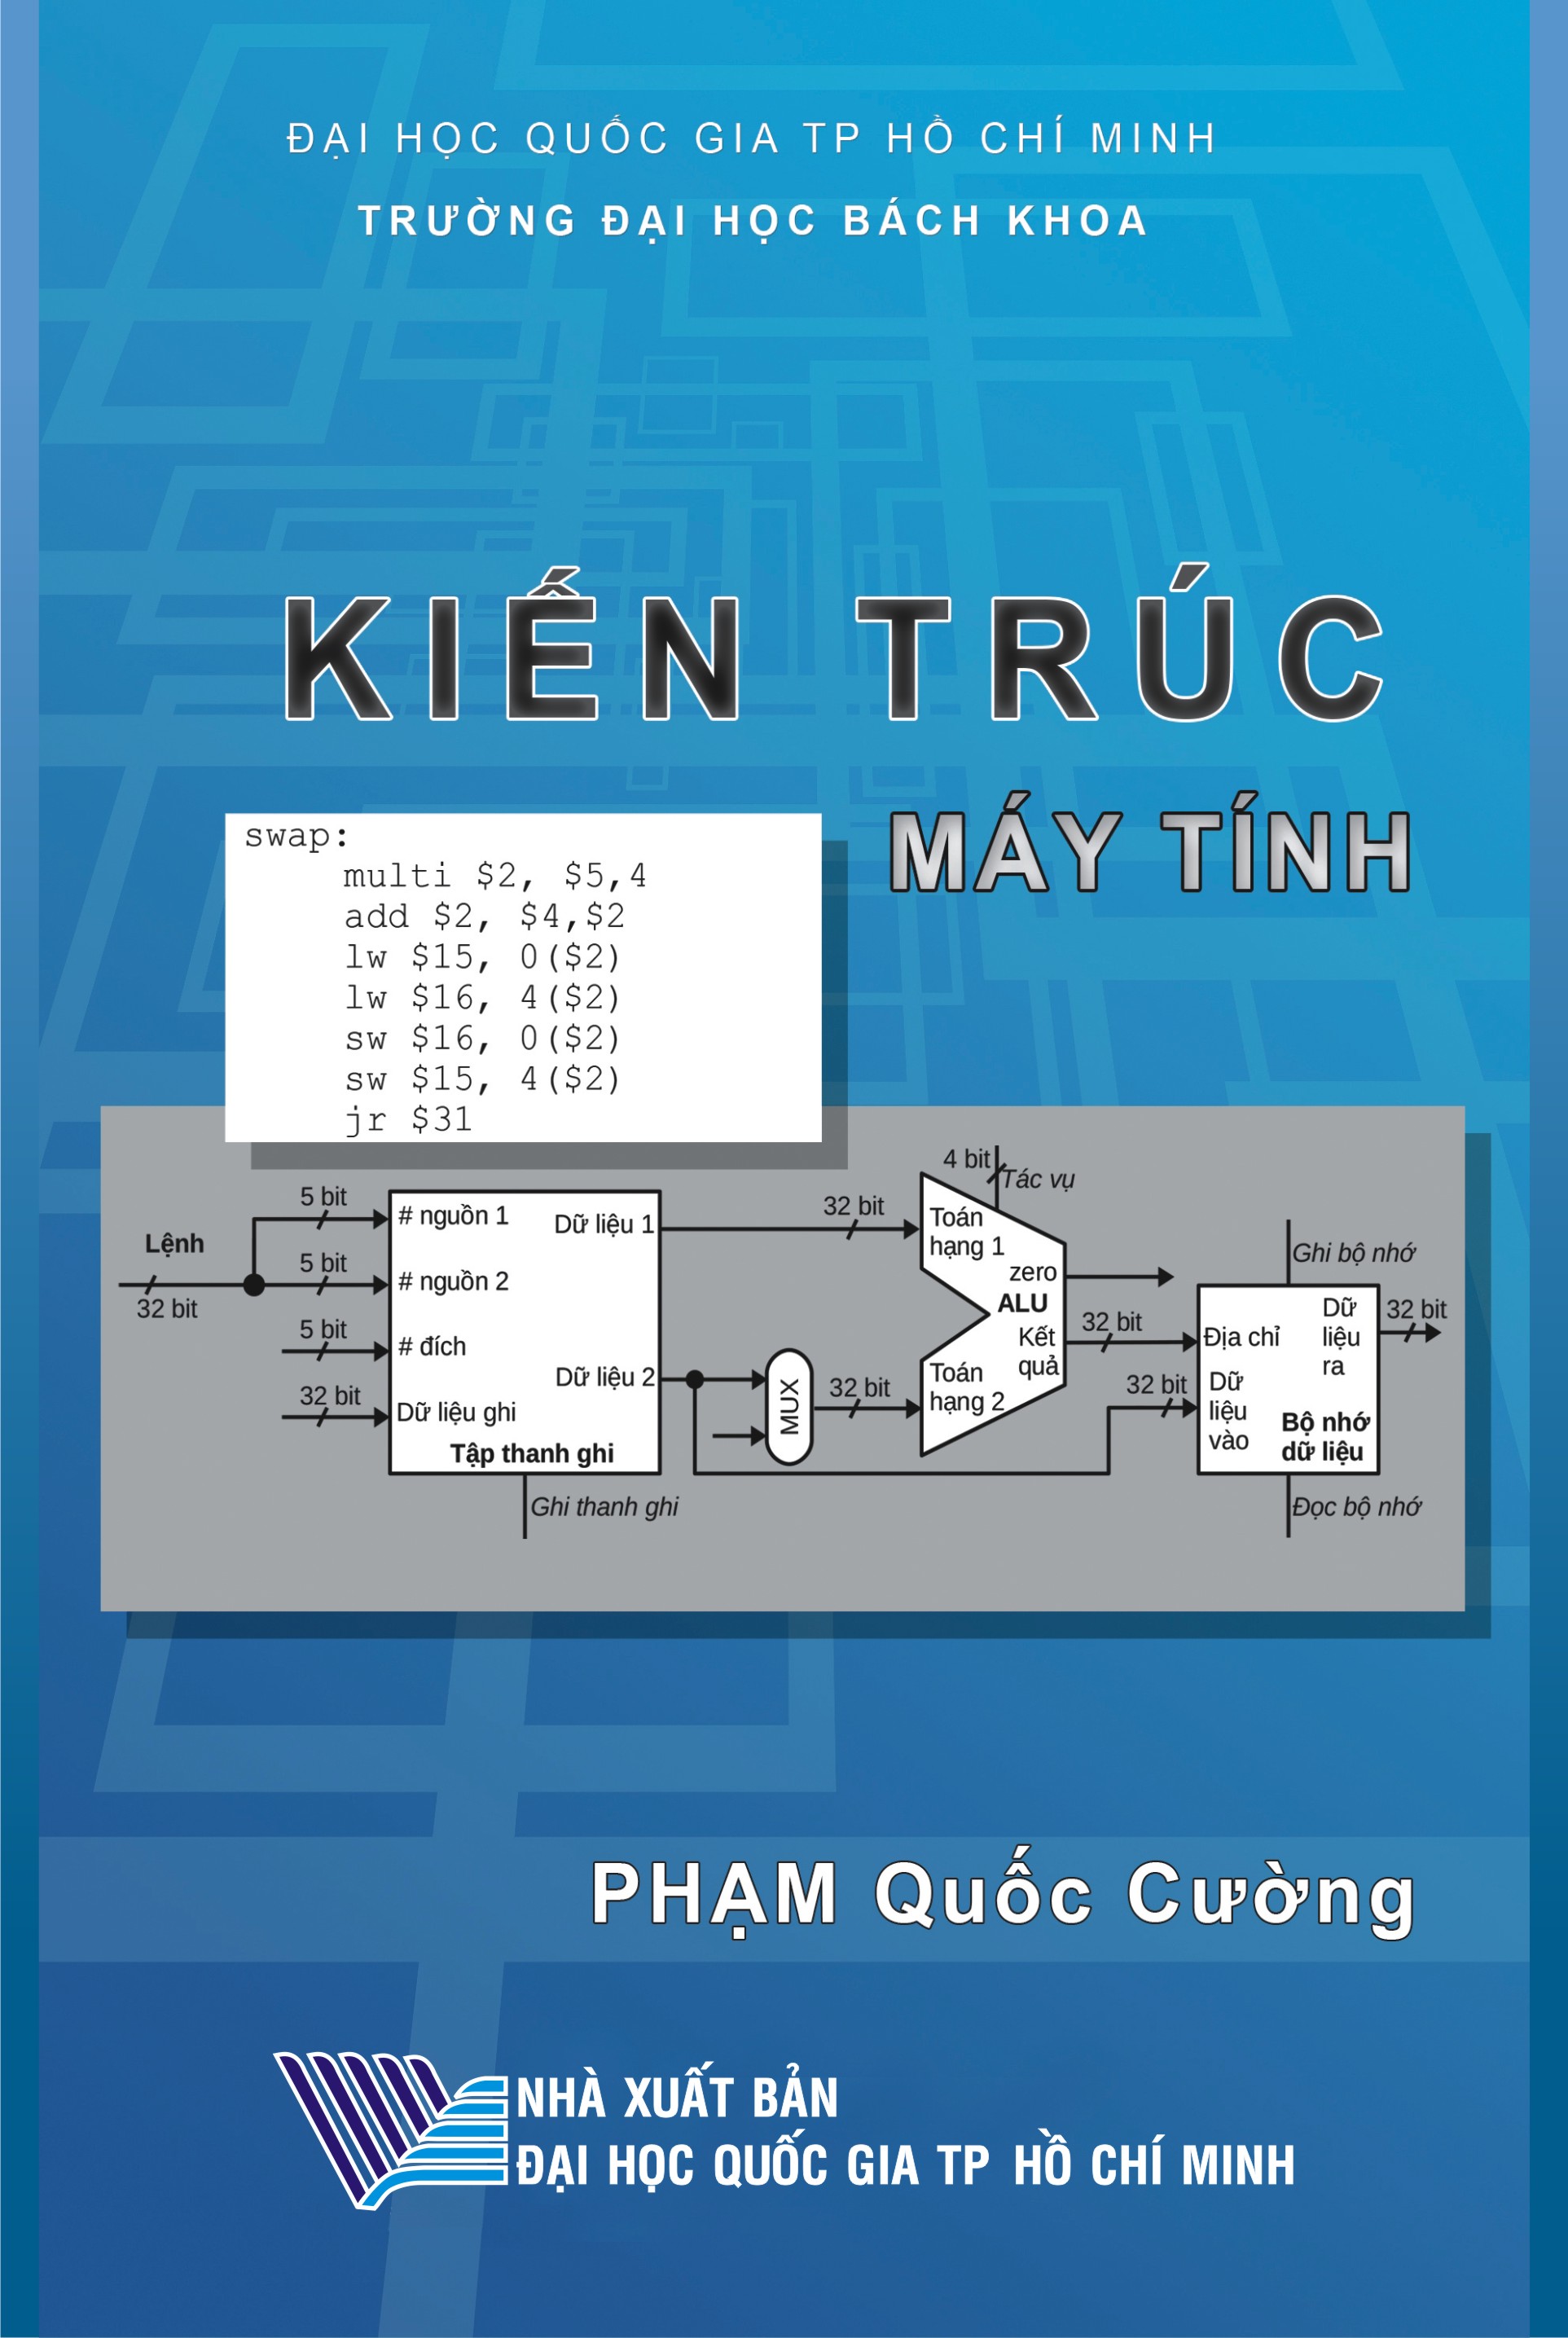 ĐẠI HỌC QUỐC GIA TP HỒ CHÍ MINH
TRƯỜNG ĐẠI HỌC BÁCH KHOA
KIẾN TRÚC
MÁY TÍNH
swap:
multi $2, $5,4
add $2, $4,$2
lw $15, 0($2)
lw $16, 4($2)
sw $16, 0($2)
sw $15, 4($2)
jr $31
Lệnh
32 bit
5 bit
5 bit
5 bit
32 bit
# nguồn 1
# nguồn 2
# đích
Dữ liệu ghi
Dữ liệu 1
Dữ liệu 2
Tập thanh ghi
Ghi thanh ghi
MUX
32 bit
32 bit
4 bit
Tác vụ
Toán
hạng 1
zero
ALU
Kết
quả
Toán
hạng 2
32 bit
32 bit
Ghi bộ nhớ
Địa chỉ
Dữ
liệu
vào
Dữ
liệu
ra
Bộ nhớ
dữ liệu
32 bit
Đọc bộ nhớ
PHẠM Quốc Cường
NHÀ XUẤT BẢN
ĐẠI HỌC QUỐC GIA TP HỒ CHÍ MINH